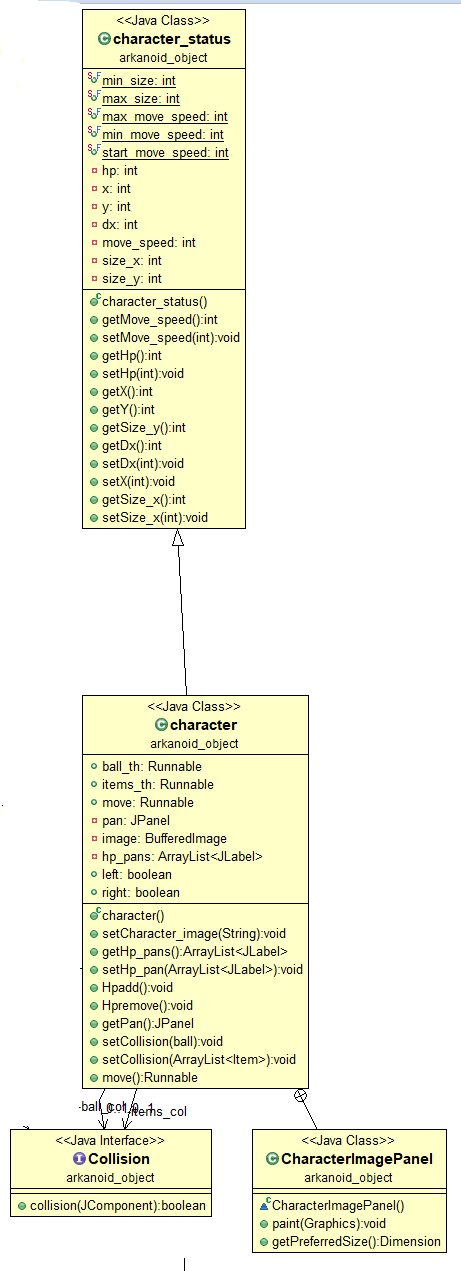 <<Java Class>>
character_status
arkanoid_object
min_size: int
max_size: int
max_move_speed: int
min_move_speed: int
start_move_speed: int
hp: int
x: int
y: int
dx: int
move_speed: int
size_x: int
size_y: int
character_status()
getMove_speed():int
setMove_speed(int):void
getHp():int
setHp(int):void
getX():int
getY():int
getSize_y():int
getDx():int
setDx(int):void
setX(int):void
getSize_x():int
setSize_x(int):void
<<Java Class>>
character
arkanoid_object
ball_th: Runnable
items_th: Runnable
move: Runnable
pan: JPanel
image: BufferedImage
hp_pans: ArrayList<JLabel>
left: boolean
right: boolean
character()
setCharacter_image(String):void
getHp_pans():ArrayList<JLabel>
setHp_pan(ArrayList<JLabel>):void
Hpadd():void
Hpremove():void
getPan():JPanel
setCollision(ball):void
setCollision(ArrayList<Item>):void
move():Runnable
-ball_col 0..1 0..1
-items_col
<<Java Interface>>
Collision
arkanoid_object
collision(JComponent):boolean
<<Java Class>>
CharacterImagePanel
arkanoid_object
CharacterImagePanel()
paint(Graphics):void
getPreferredSize():Dimension